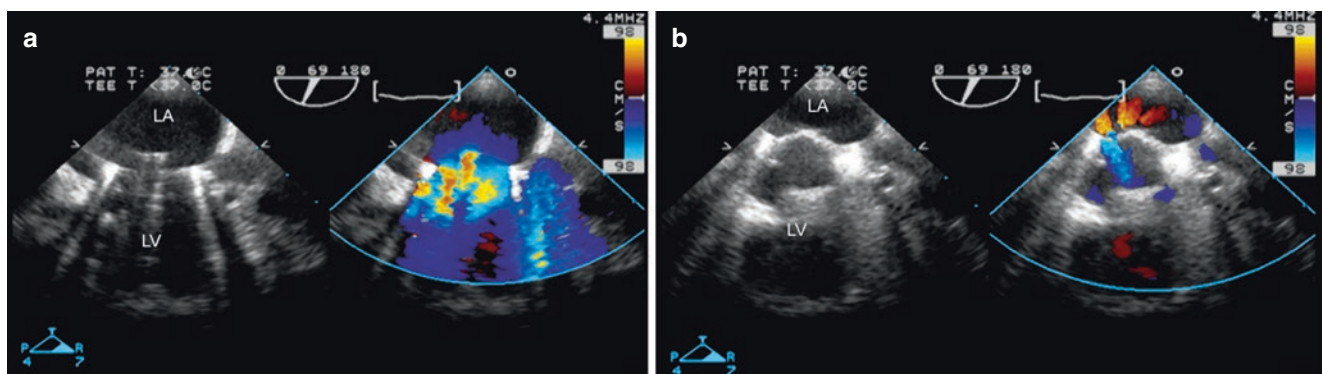 a
4.4MHZ
98
PAT T: 37.0C
TEE T <37.0C
0 69 180
CM/S
98
LA
LV
P T R
4 7
b
4.4MHZ
98
PAT T: 37.0C
TEE T <37.0C
0 69 180
CM/S
98
LA
LV
P T R
4 7